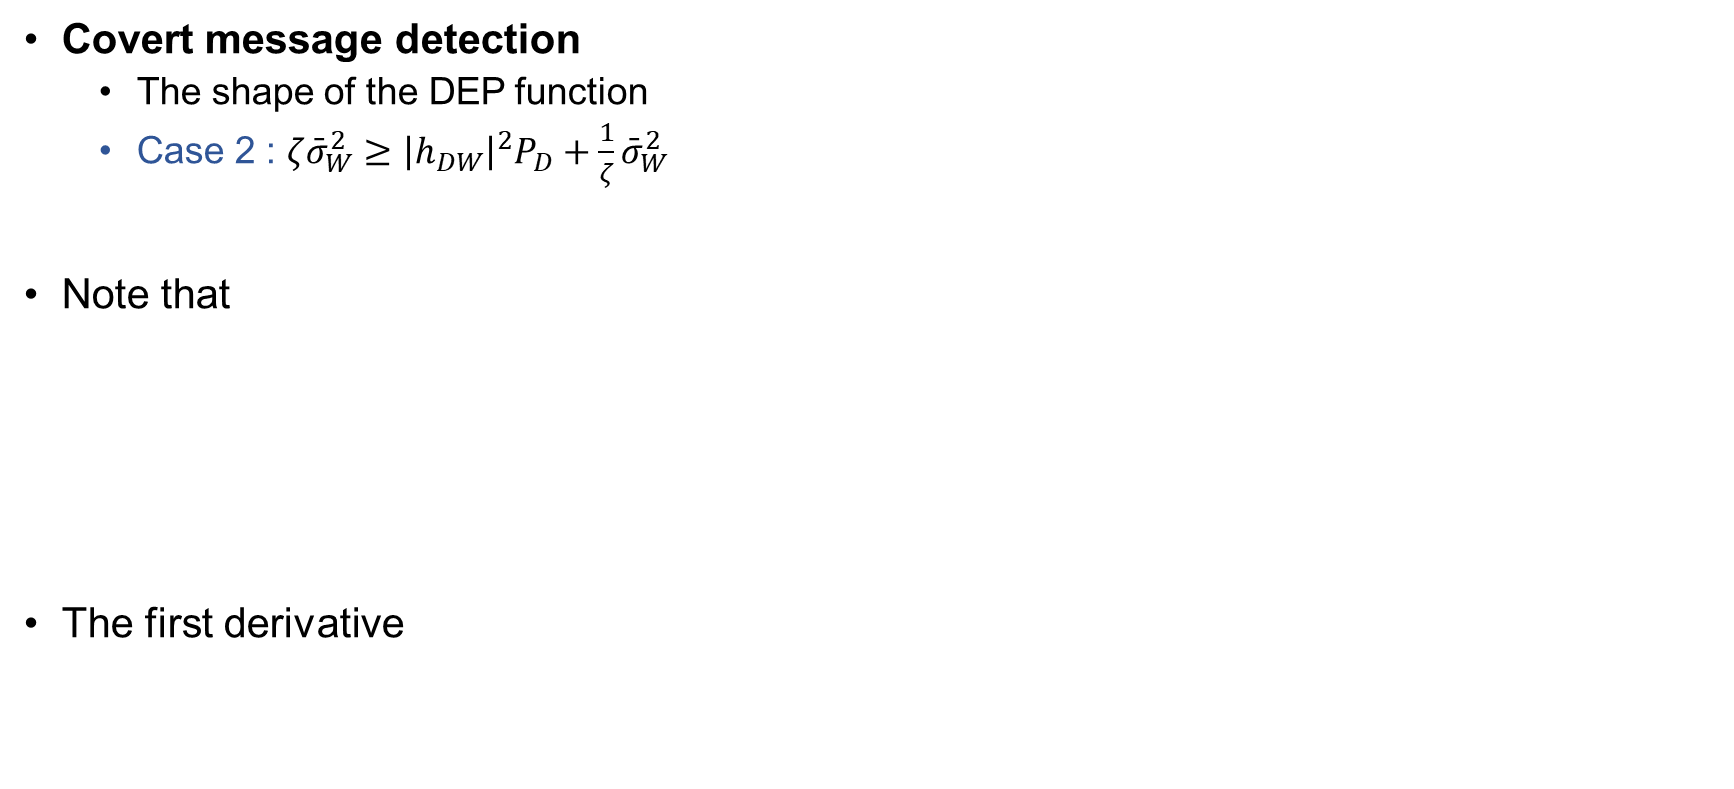 • Covert message detection
• The shape of the DEP function
• Case 2 : ζσ̄²_W ≥ |h_DW|²P_D + 1/ζ σ̄²_W
• Note that
• The first derivative